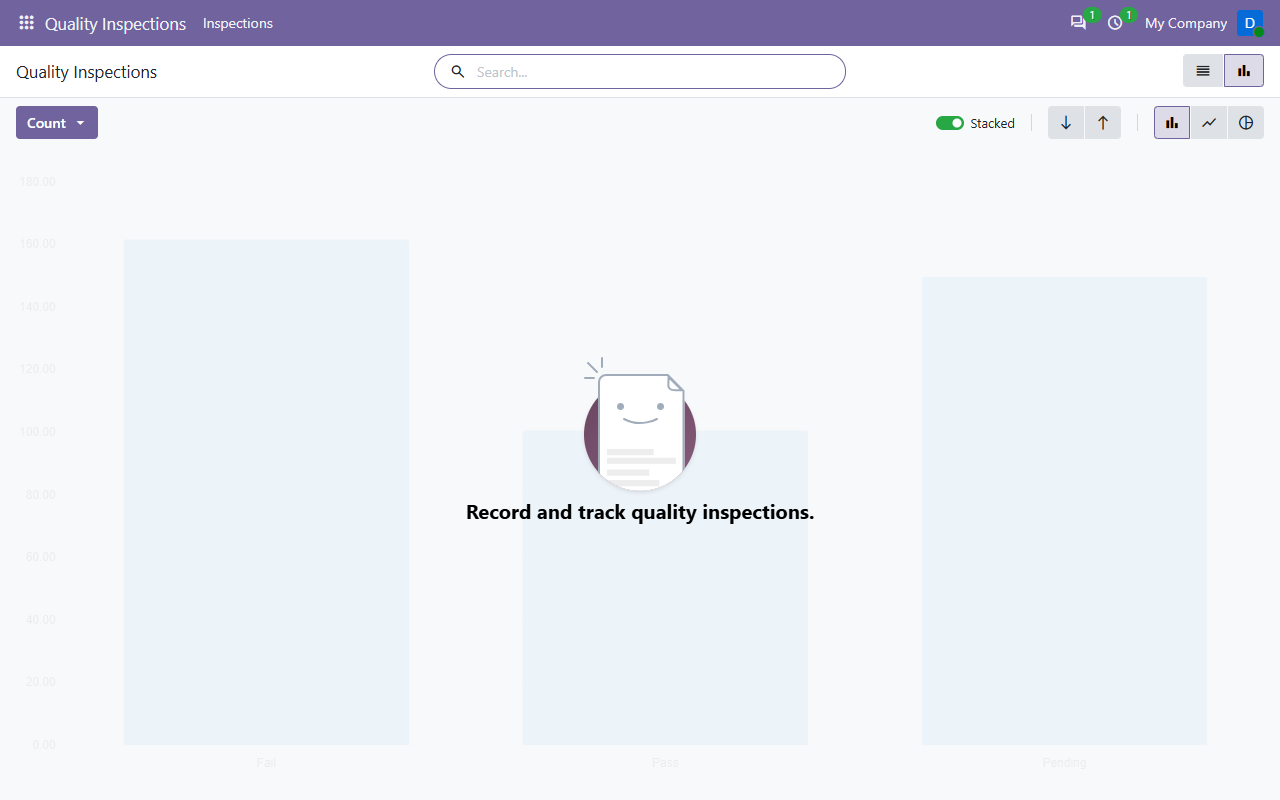 Quality Inspections Inspections 1 1 My Company D
Quality Inspections Search...
Count Stacked
180.00
160.00
140.00
120.00
100.00
80.00
60.00
40.00
20.00
0.00
Record and track quality inspections.
Fail Pass Pending